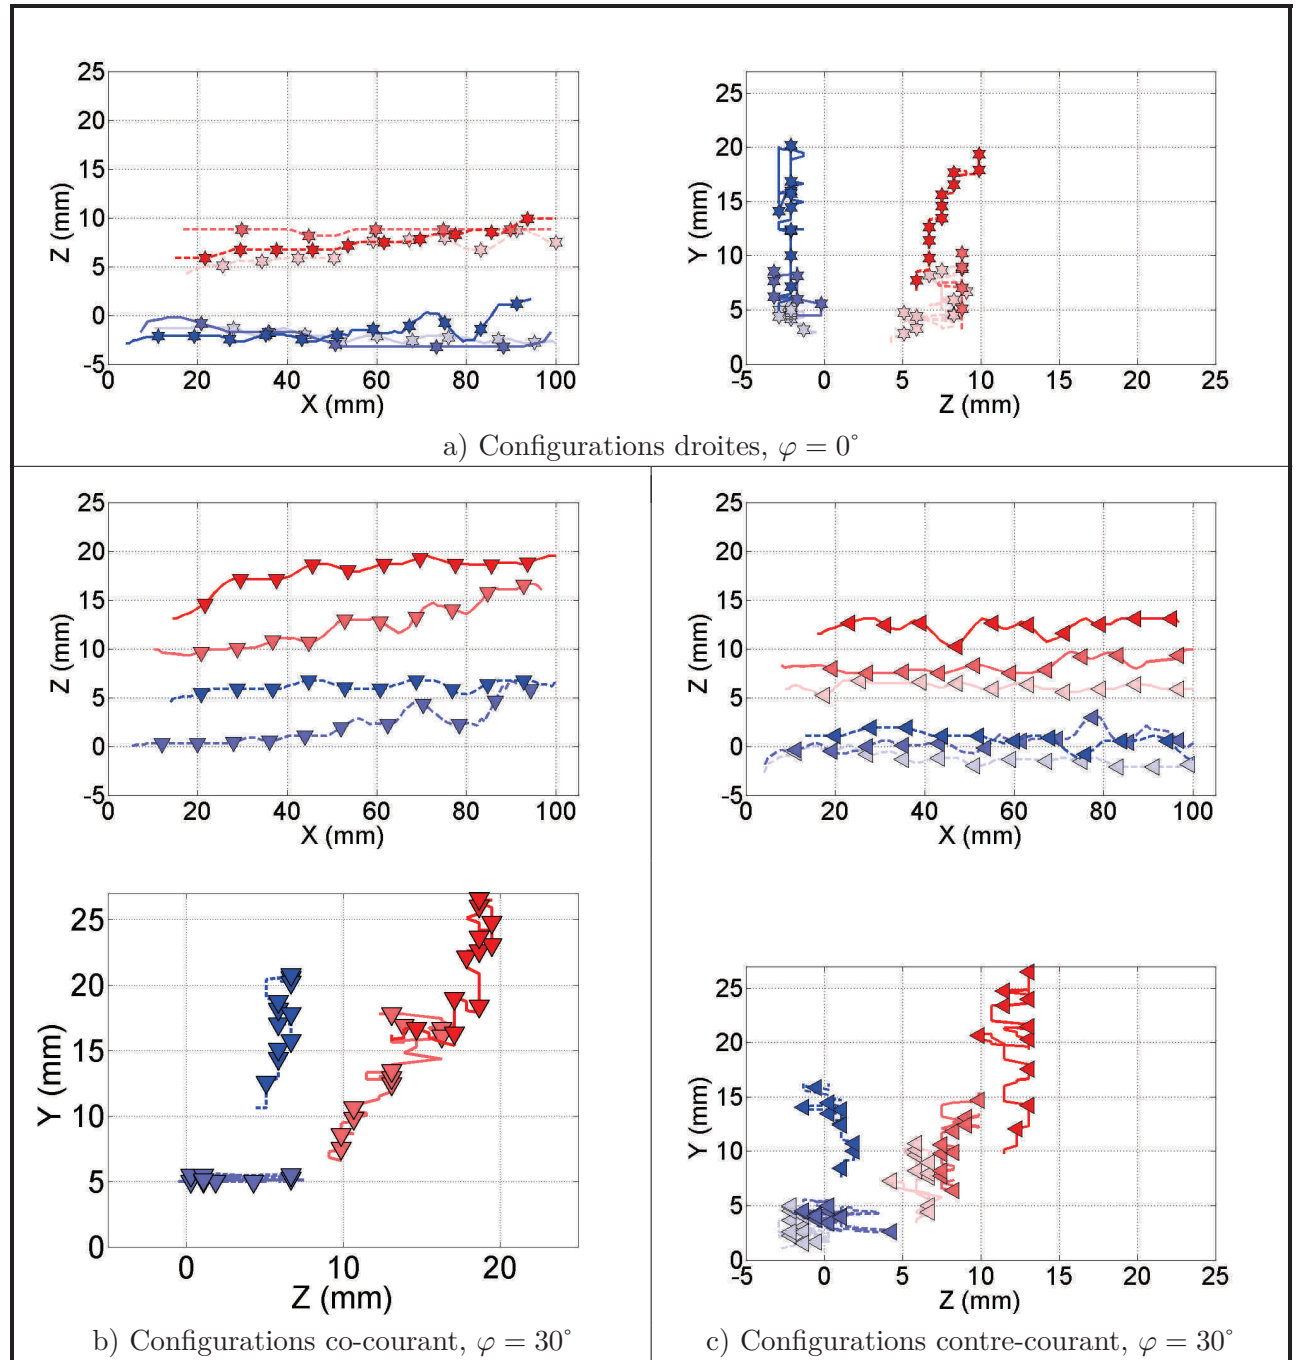 25
20
15
10
5
0
-5
0 20 40 60 80 100
Z (mm)
X (mm)
25
20
15
10
5
0
-5 0 5 10 15 20 25
Y (mm)
Z (mm)
a) Configurations droites, φ = 0°
25
20
15
10
5
0
-5
0 20 40 60 80 100
Z (mm)
X (mm)
25
20
15
10
5
0
-5
0 20 40 60 80 100
Z (mm)
X (mm)
25
20
15
10
5
0
0 10 20
Y (mm)
Z (mm)
25
20
15
10
5
0
-5 0 5 10 15 20 25
Y (mm)
Z (mm)
b) Configurations co-courant, φ = 30°
c) Configurations contre-courant, φ = 30°